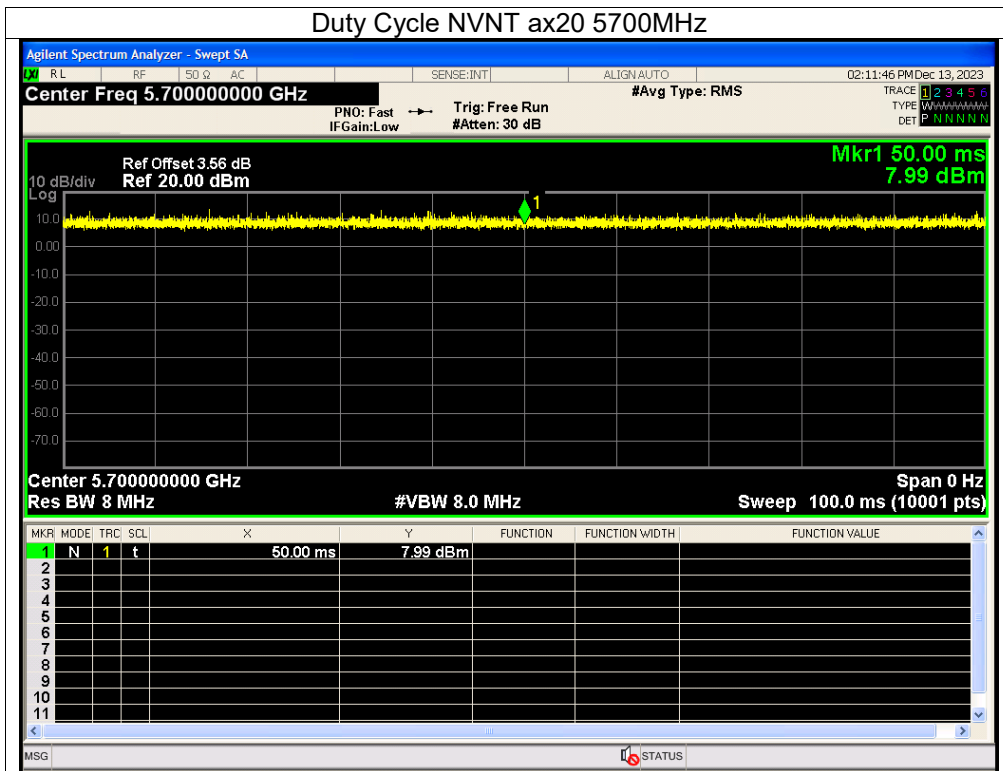 Duty Cycle NVNT ax20 5700MHz
Agilent Spectrum Analyzer - Swept SA
LXI RL RF 50 Ω AC SENSE:INT ALIGN AUTO 02:11:46 PM Dec 13, 2023
Center Freq 5.700000000 GHz #Avg Type: RMS TRACE 1 2 3 4 5 6
PNO: Fast Trig: Free Run TYPE WWWWWW
IFGain:Low #Atten: 30 dB DET P N N N N N
Mkr1 50.00 ms
Ref Offset 3.56 dB
10 dB/div Ref 20.00 dBm 7.99 dBm
Log
1
10.0
0.00
-10.0
-20.0
-30.0
-40.0
-50.0
-60.0
-70.0
Center 5.700000000 GHz Span 0 Hz
Res BW 8 MHz #VBW 8.0 MHz Sweep 100.0 ms (10001 pts)
MKR MODE TRC SCL X Y FUNCTION FUNCTION WIDTH FUNCTION VALUE
1 N 1 t 50.00 ms 7.99 dBm
2
3
4
5
6
7
8
9
10
11
MSG STATUS